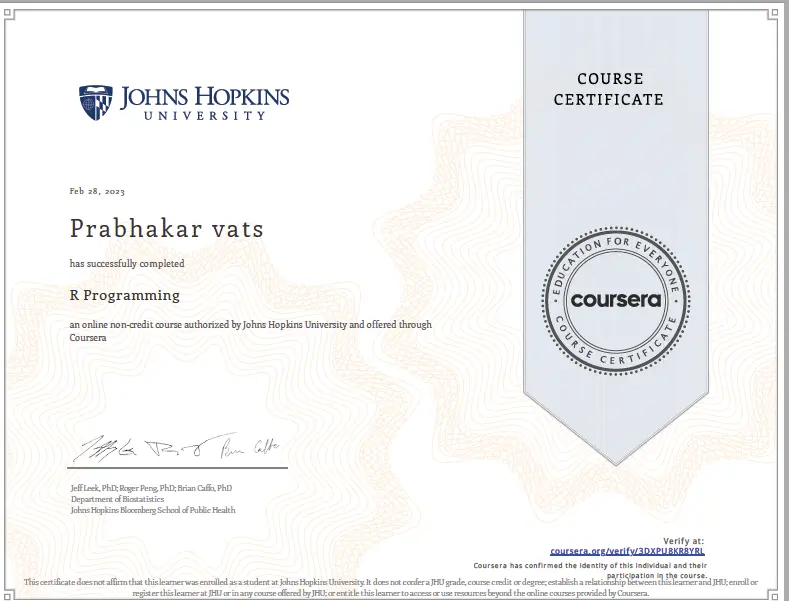 JOHNS HOPKINS
UNIVERSITY
COURSE
CERTIFICATE
Feb 28, 2023
Prabhakar vats
has successfully completed
R Programming
an online non-credit course authorized by Johns Hopkins University and offered through
Coursera
EDUCATION FOR EVERYONE
coursera
COURSE CERTIFICATE
Jeff Leek, PhD; Roger Peng, PhD; Brian Caffo, PhD
Department of Biostatistics
Johns Hopkins Bloomberg School of Public Health
Verify at:
coursera.org/verify/3DXPU8KR8YRL
Coursera has confirmed the identity of this individual and their
participation in the course.
This certificate does not affirm that this learner was enrolled as a student at Johns Hopkins University. It does not confer a JHU grade, course credit or degree; establish a relationship between this learner and JHU; enroll or
register this learner at JHU or in any course offered by JHU; or entitle this learner to access or use resources beyond the online courses provided by Coursera.